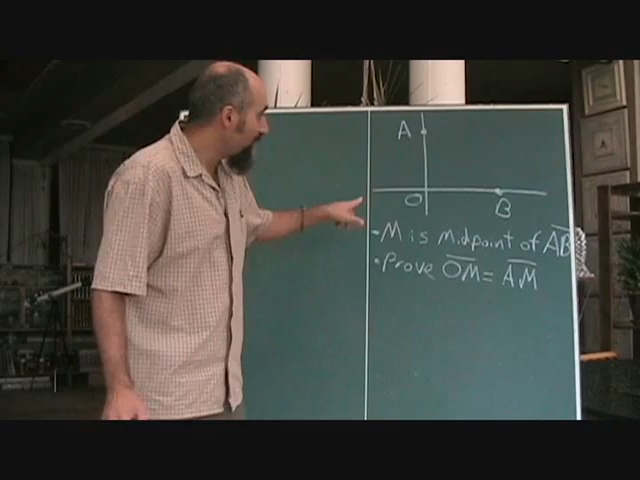 A
O
B
• M is midpoint of AB
• Prove OM = AM